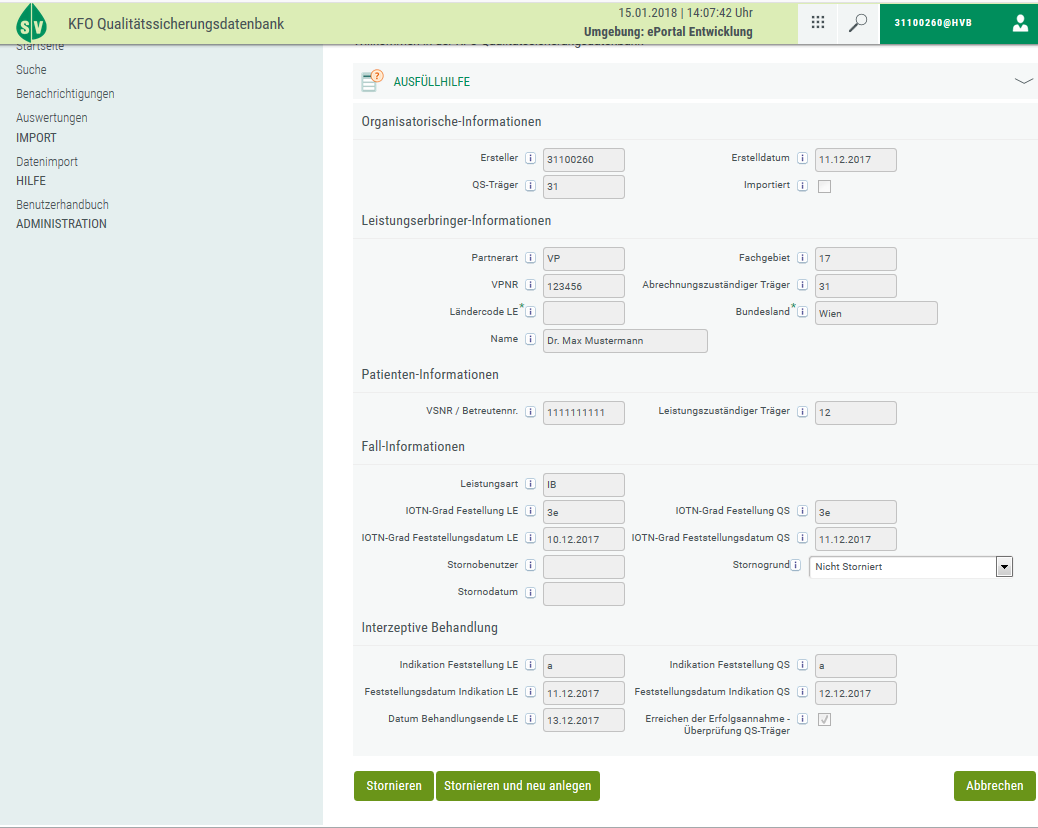 SV
KFO Qualitätssicherungsdatenbank
15.01.2018 | 14:07:42 Uhr
Umgebung: ePortal Entwicklung
31100260@HVB
Startseite
Suche
Benachrichtigungen
Auswertungen
IMPORT
Datenimport
HILFE
Benutzerhandbuch
ADMINISTRATION
Willkommen in der KFO Qualitätssicherungsdatenbank
AUSFÜLLHILFE
Organisatorische-Informationen
Ersteller i 31100260 Erstelldatum i 11.12.2017
QS-Träger i 31 Importiert i
Leistungserbringer-Informationen
Partnerart i VP Fachgebiet i 17
VPNR i 123456 Abrechnungszuständiger Träger i 31
Ländercode LE* i Bundesland* i Wien
Name i Dr. Max Mustermann
Patienten-Informationen
VSNR / Betreutennr. i 1111111111 Leistungszuständiger Träger i 12
Fall-Informationen
Leistungsart i IB
IOTN-Grad Festellung LE i 3e IOTN-Grad Festellung QS i 3e
IOTN-Grad Feststellungsdatum LE i 10.12.2017 IOTN-Grad Feststellungsdatum QS i 11.12.2017
Stornobenutzer i Stornogrund i Nicht Storniert
Stornodatum i
Interzeptive Behandlung
Indikation Feststellung LE i a Indikation Feststellung QS i a
Feststellungsdatum Indikation LE i 11.12.2017 Feststellungsdatum Indikation QS i 12.12.2017
Datum Behandlungsende LE i 13.12.2017 Erreichen der Erfolgsannahme - i
Überprüfung QS-Träger
Stornieren Stornieren und neu anlegen Abbrechen